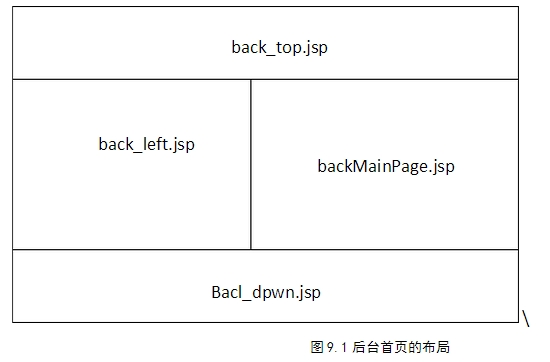 back_top.jsp
back_left.jsp
backMainPage.jsp
Bacl_dpwn.jsp
\
图9.1后台首页的布局